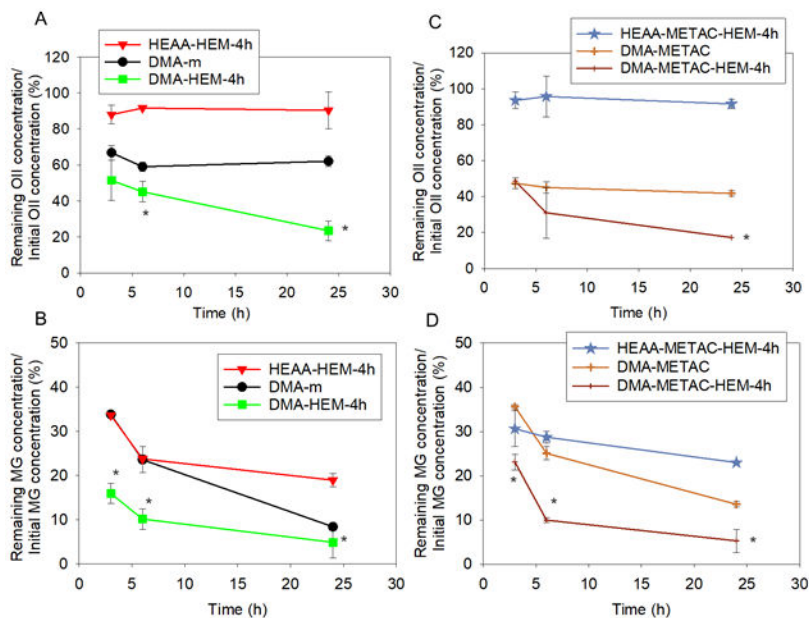 A
HEAA-HEM-4h
DMA-m
DMA-HEM-4h
Remaining OII concentration/
Initial OII concentration (%)
120
100
80
60
40
20
0
*
*
0 5 10 15 20 25 30
Time (h)
C
HEAA-METAC-HEM-4h
DMA-METAC
DMA-METAC-HEM-4h
Remaining OII concentration/
Initial OII concentration (%)
120
100
80
60
40
20
0
*
0 5 10 15 20 25 30
Time (h)
B
HEAA-HEM-4h
DMA-m
DMA-HEM-4h
Remaining MG concentration/
Initial MG concentration (%)
50
40
30
20
10
0
*
*
*
0 5 10 15 20 25 30
Time (h)
D
HEAA-METAC-HEM-4h
DMA-METAC
DMA-METAC-HEM-4h
Remaining MG concentration/
Initial MG concentration (%)
50
40
30
20
10
0
*
*
*
0 5 10 15 20 25 30
Time (h)